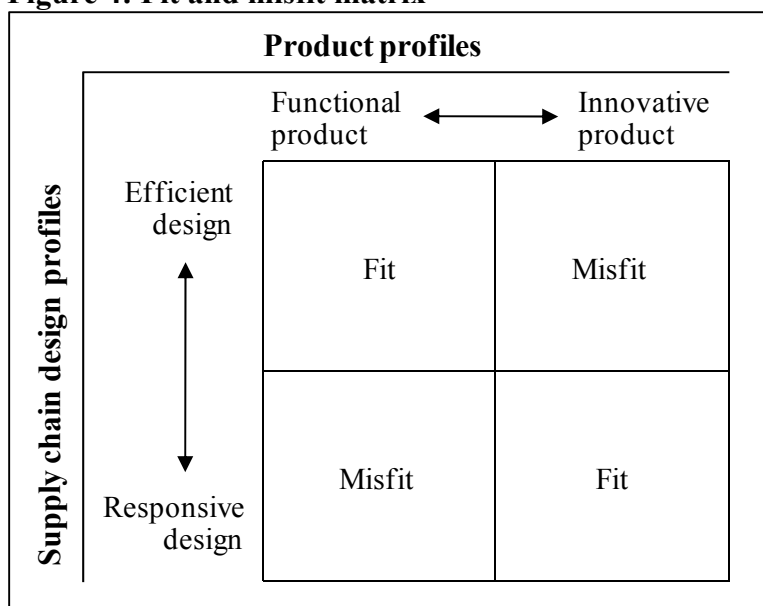 Figure 4: Fit and misfit matrix
Product profiles
Functional
product
Innovative
product
Supply chain design profiles
Efficient
design
Fit
Misfit
Responsive
design
Misfit
Fit